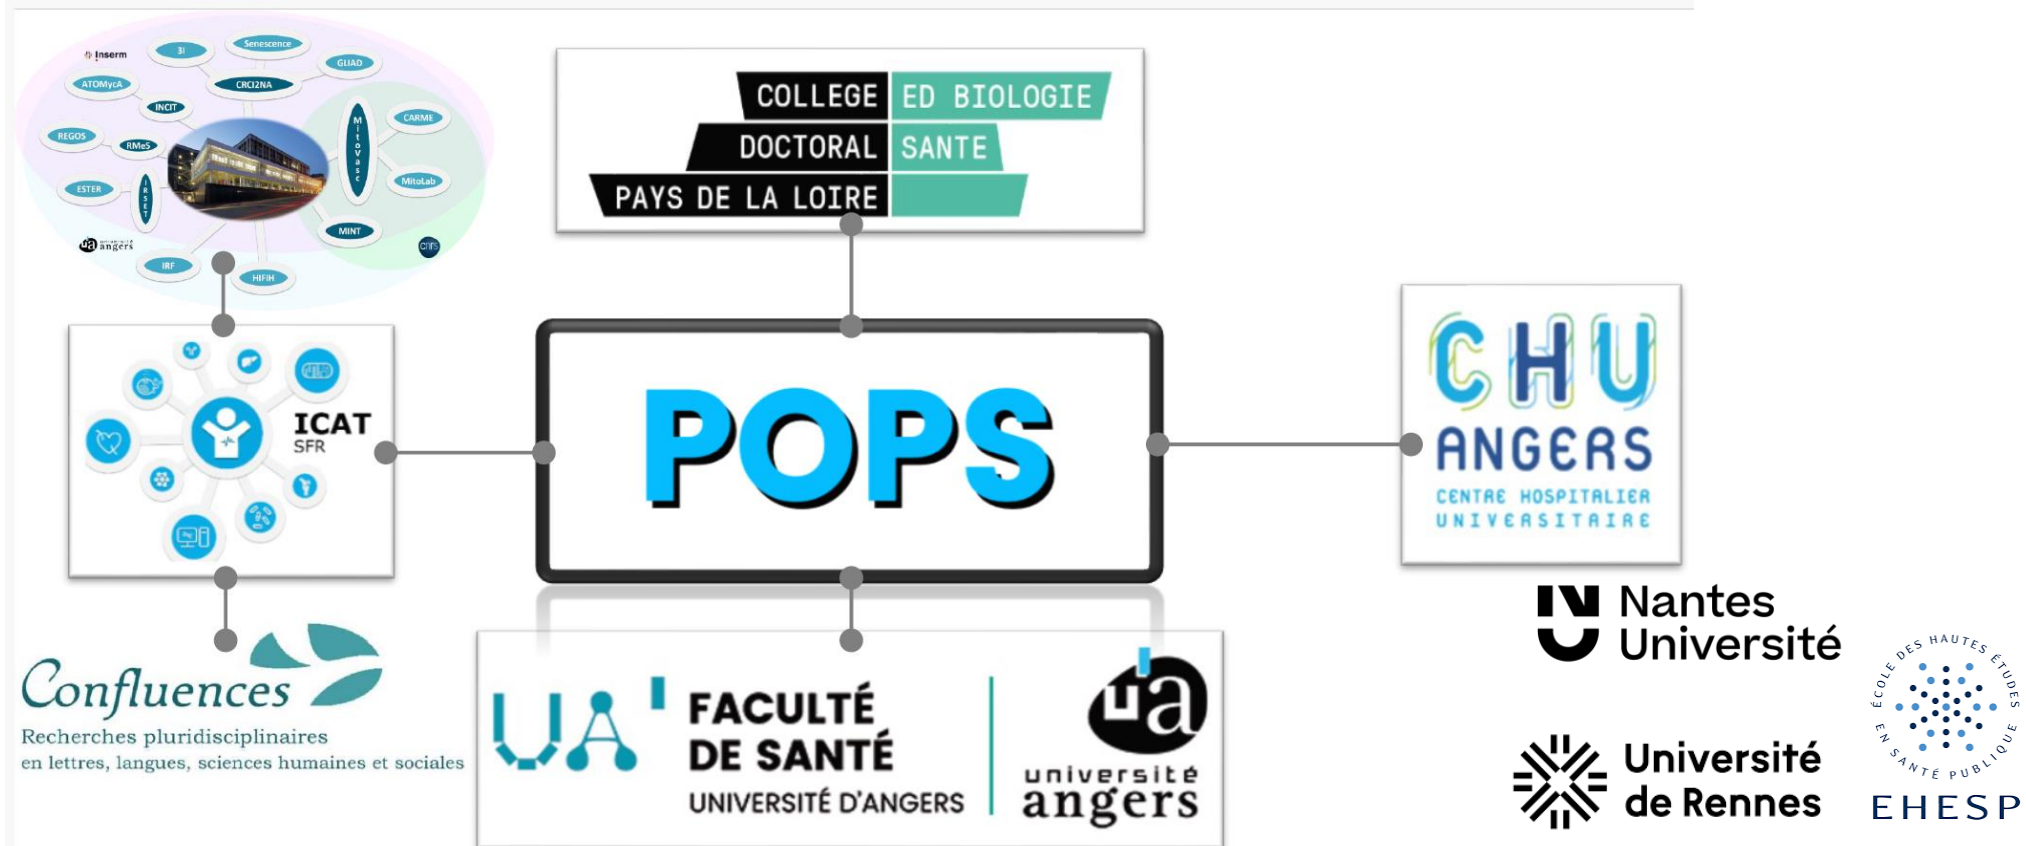 Inserm
3I
Senescence
GLIAD
ATOMycA
CRCI2NA
INCIT
MitoVasc
CARME
REGOS
RMeS
ESTER
IRSET
MitoLab
MINT
université
angers
cnrs
IRF
HIFIH
COLLEGE ED BIOLOGIE
DOCTORAL SANTE
PAYS DE LA LOIRE
ICAT
SFR
POPS
CHU
ANGERS
CENTRE HOSPITALIER
UNIVERSITAIRE
Confluences
Recherches pluridisciplinaires
en lettres, langues, sciences humaines et sociales
UA'
FACULTÉ
DE SANTÉ
UNIVERSITÉ D'ANGERS
ua
université
angers
Nantes
Université
Université
de Rennes
ÉCOLE DES HAUTES ÉTUDES
EN SANTÉ PUBLIQUE
EHESP